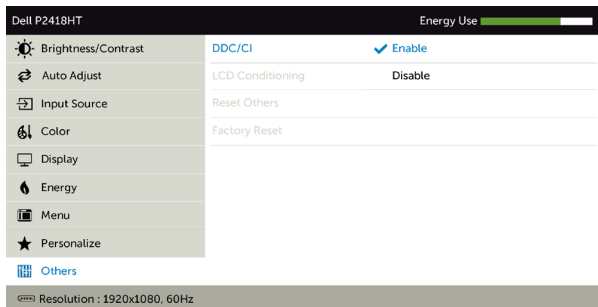 Dell P2418HT Energy Use
Brightness/Contrast DDC/CI Enable
Auto Adjust LCD Conditioning Disable
Input Source Reset Others
Color Factory Reset
Display
Energy
Menu
Personalize
Others
Resolution : 1920x1080, 60Hz